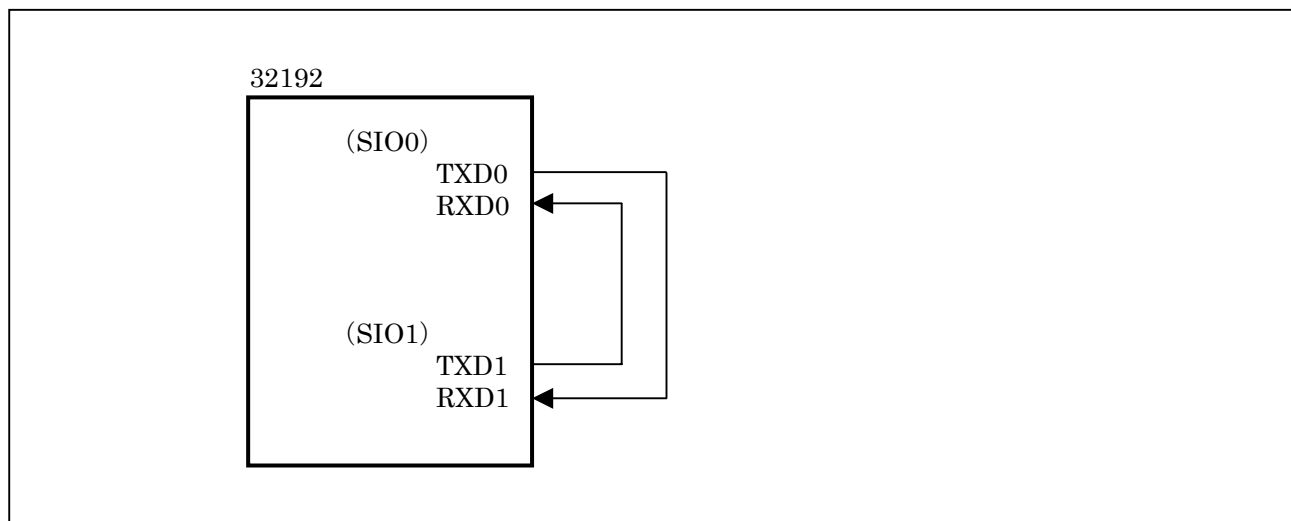 32192
(SIO0)
TXD0
RXD0
(SIO1)
TXD1
RXD1